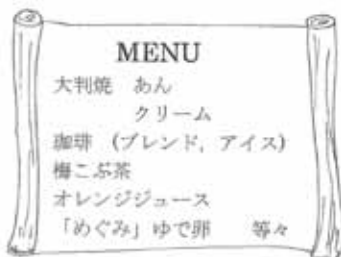 MENU
大判焼 あん
クリーム
珈琲 (ブレンド, アイス)
梅こぶ茶
オレンジジュース
「めぐみ」ゆで卵 等々